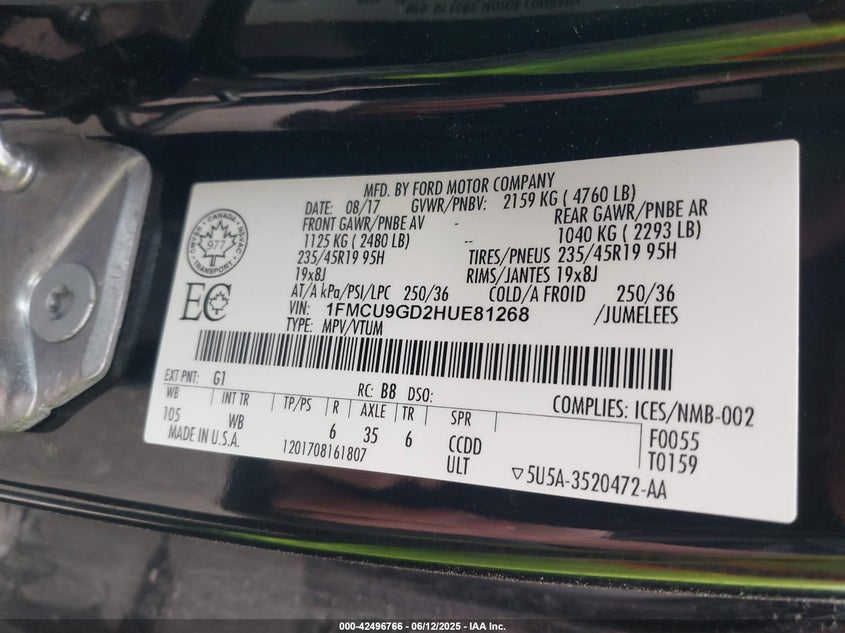 MFD. BY FORD MOTOR COMPANY
DATE: 08/17 GVWR/PNBV: 2159 KG ( 4760 LB)
FRONT GAWR/PNBE AV - REAR GAWR/PNBE AR
1125 KG ( 2480 LB) -- 1040 KG ( 2293 LB)
235/45R19 95H TIRES/PNEUS 235/45R19 95H
19x8J RIMS/JANTES 19x8J
AT/A kPa/PSI/LPC 250/36 COLD/A FROID 250/36
VIN: 1FMCU9GD2HUE81268 /JUMELEES
TYPE: MPV/VTUM
CANADA
977
TRANSPORT
EC
EXT PNT: G1 RC: B8 DSO: COMPLIES: ICES/NMB-002
WB INT TR TP/PS R AXLE TR SPR F0055
105 WB 6 35 6 CCDD T0159
MADE IN U.S.A. 1201708161807 ULT ▽5U5A-3520472-AA
000-42496766 - 06/12/2025 - IAA Inc.